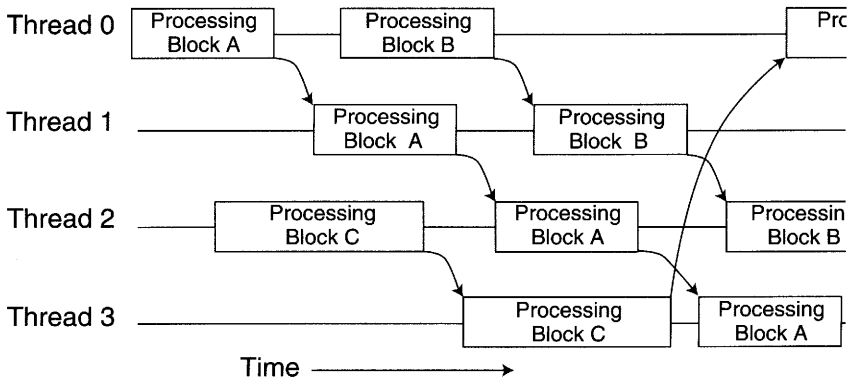 Thread 0
Processing
Block A
Processing
Block B
Thread 1
Processing
Block A
Processing
Block B
Thread 2
Processing
Block C
Processing
Block A
Block B
Thread 3
Processing
Block C
Processing
Block A
Time